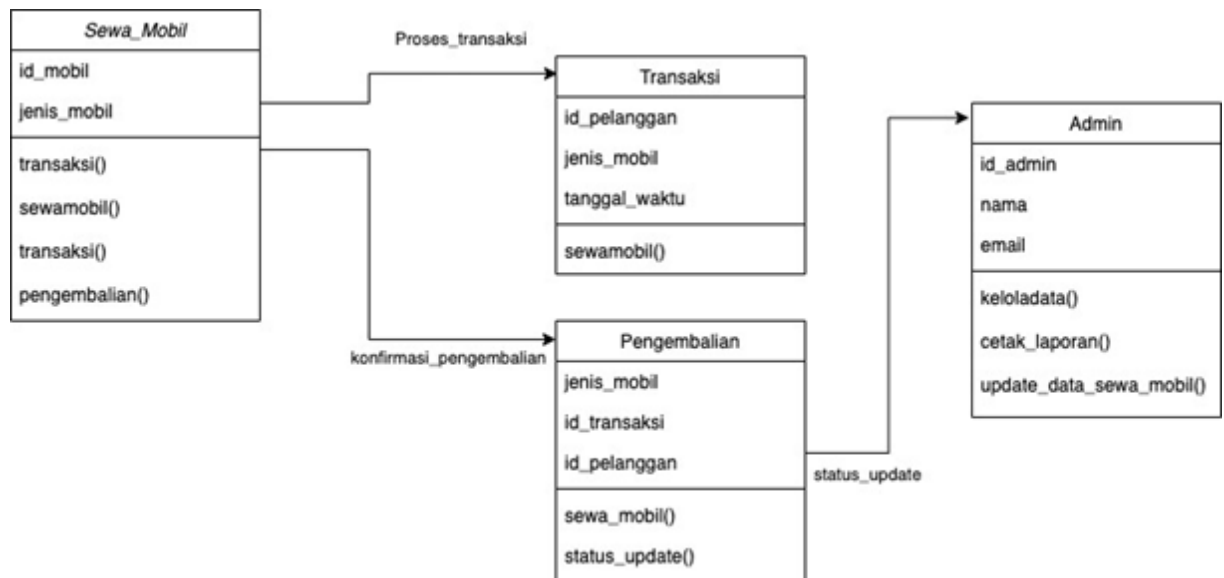 Sewa_Mobil
id_mobil
jenis_mobil
transaksi()
sewamobil()
transaksi()
pengembalian()
Proses_transaksi
konfirmasi_pengembalian
Transaksi
id_pelanggan
jenis_mobil
tanggal_waktu
sewamobil()
Pengembalian
jenis_mobil
id_transaksi
id_pelanggan
sewa_mobil()
status_update()
status_update
Admin
id_admin
nama
email
keloladata()
cetak_laporan()
update_data_sewa_mobil()